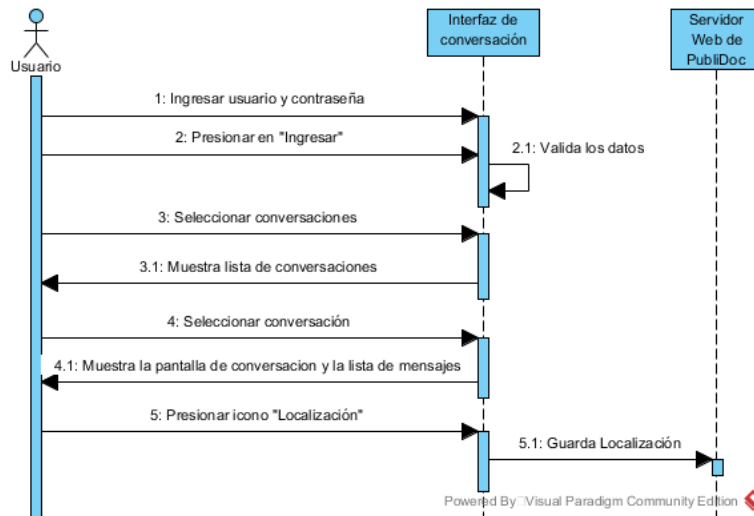 Usuario
Interfaz de
conversación
Servidor
Web de
PubliDoc
1: Ingresar usuario y contraseña
2: Presionar en "Ingresar"
2.1: Valida los datos
3: Seleccionar conversaciones
3.1: Muestra lista de conversaciones
4: Seleccionar conversación
4.1: Muestra la pantalla de conversacion y la lista de mensajes
5: Presionar icono "Localización"
5.1: Guarda Localización
Powered By Visual Paradigm Community Edition